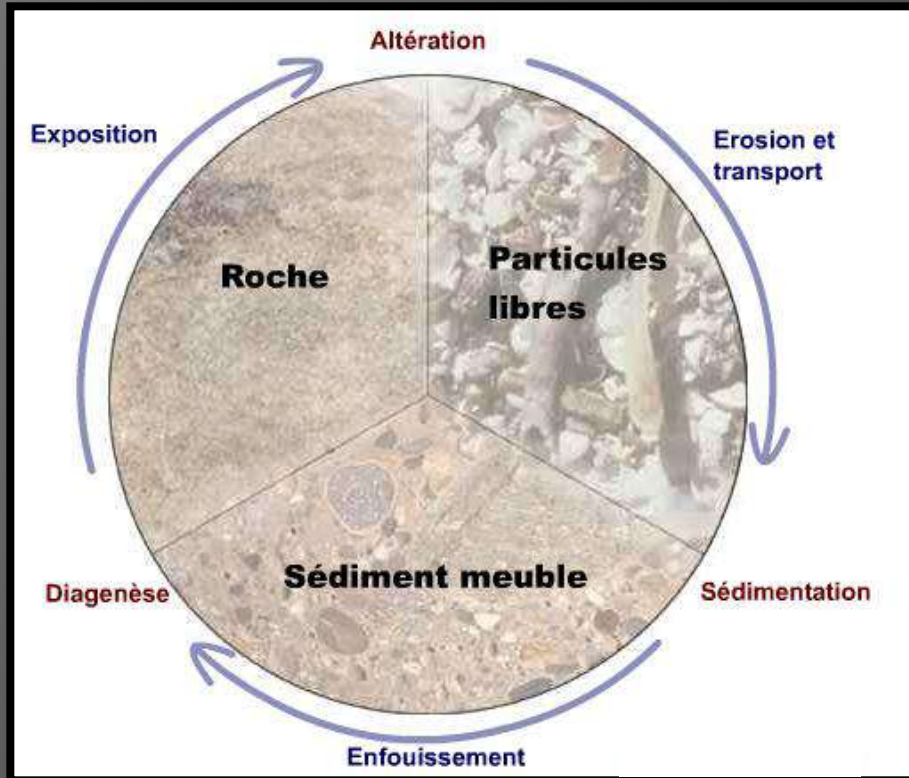 Altération
Exposition
Erosion et
transport
Roche
Particules
libres
Sédiment meuble
Diagenèse
Sédimentation
Enfouissement